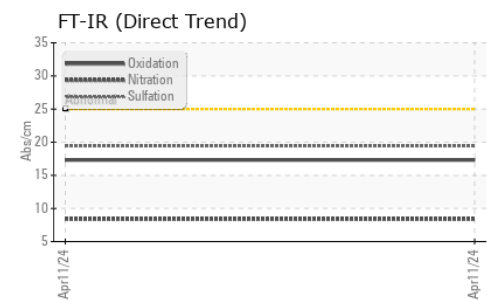 FT-IR (Direct Trend)
35
30
25
20
15
10
5
Abs/cm
Oxidation
Nitration
Sulfation
Abnormal
Apr11/24
Apr11/24